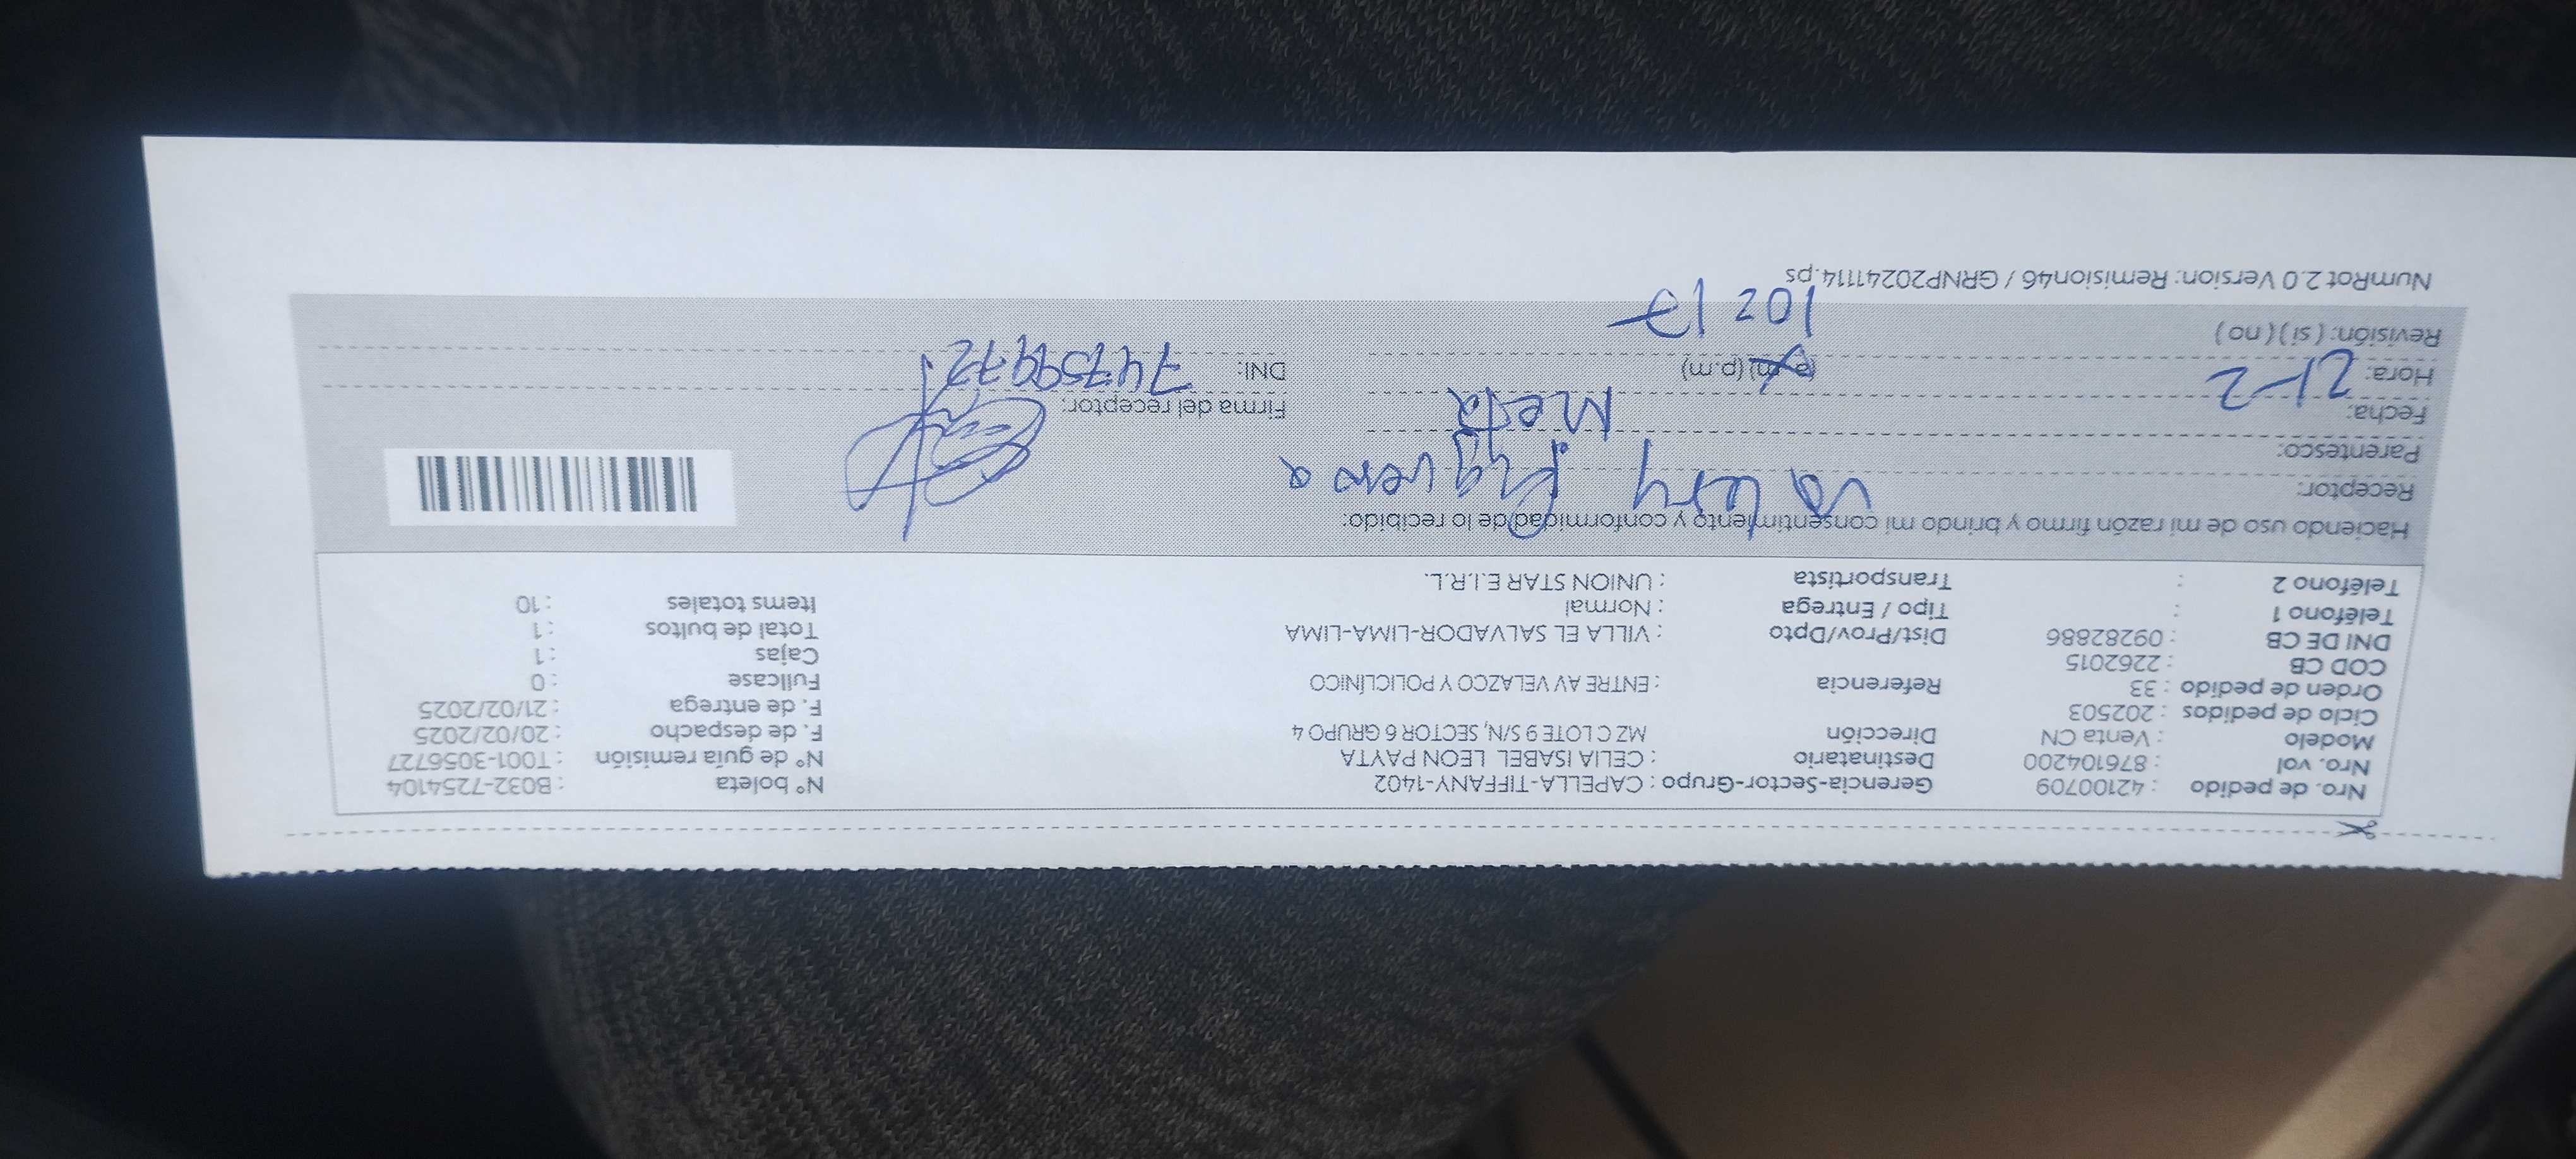 Nro. de pedido : 42100709 Gerencia-Sector-Grupo : CAPELLA-TIFFANY-1402 N° boleta : B032-7254104
Nro. vol : 876104200 Destinatario : CELIA ISABEL LEON PAYTA N° de guía remisión : T001-3056727
Modelo : Venta CN Dirección MZ C LOTE 9 S/N, SECTOR 6 GRUPO 4 F. de despacho : 20/02/2025
Ciclo de pedidos : 202503 F. de entrega : 21/02/2025
Orden de pedido : 33 Referencia : ENTRE AV VELAZCO Y POLICLÍNICO Fullcase : 0
COD CB : 2262015 Cajas : 1
DNI DE CB : 09282886 Dist/Prov/Dpto : VILLA EL SALVADOR-LIMA-LIMA Total de bultos : 1
Teléfono 1 : Tipo / Entrega : Normal Items totales : 10
Teléfono 2 : Transportista : UNION STAR E.I.R.L.
Haciendo uso de mi razón firmo y brindo mi consentimiento y conformidad de lo recibido:
Receptor: Valery Figueroa
Parentesco: Nieta
Fecha: 21-2 Firma del receptor:
Hora: (a.m) (p.m) DNI: 74759972
Revisión: ( si ) ( no )
NumRot 2.0 Version: Remision46 / GRNP20241114.ps